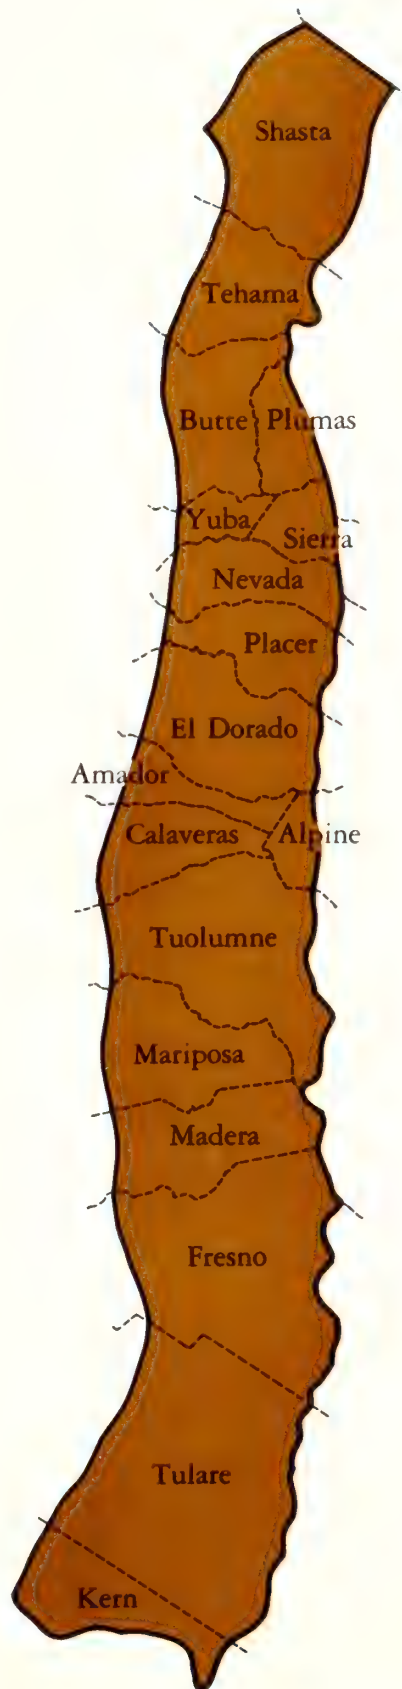 Shasta
Tehama
Butte Plumas
Yuba
Sierra
Nevada
Placer
El Dorado
Amador
Calaveras Alpine
Tuolumne
Mariposa
Madera
Fresno
Tulare
Kern